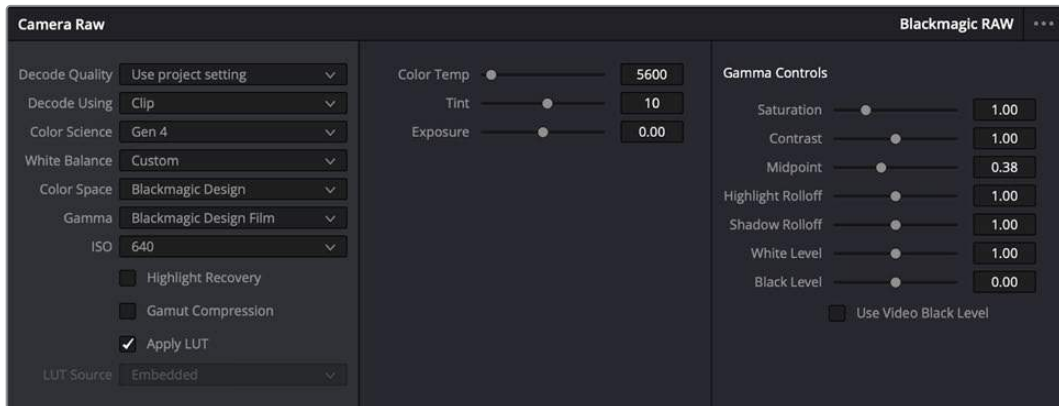 Camera Raw
Blackmagic RAW
Decode Quality Use project setting
Decode Using Clip
Color Science Gen 4
White Balance Custom
Color Space Blackmagic Design
Gamma Blackmagic Design Film
ISO 640
Highlight Recovery
Gamut Compression
Apply LUT
LUT Source Embedded
Color Temp 5600
Tint 10
Exposure 0.00
Gamma Controls
Saturation 1.00
Contrast 1.00
Midpoint 0.38
Highlight Rolloff 1.00
Shadow Rolloff 1.00
White Level 1.00
Black Level 0.00
Use Video Black Level